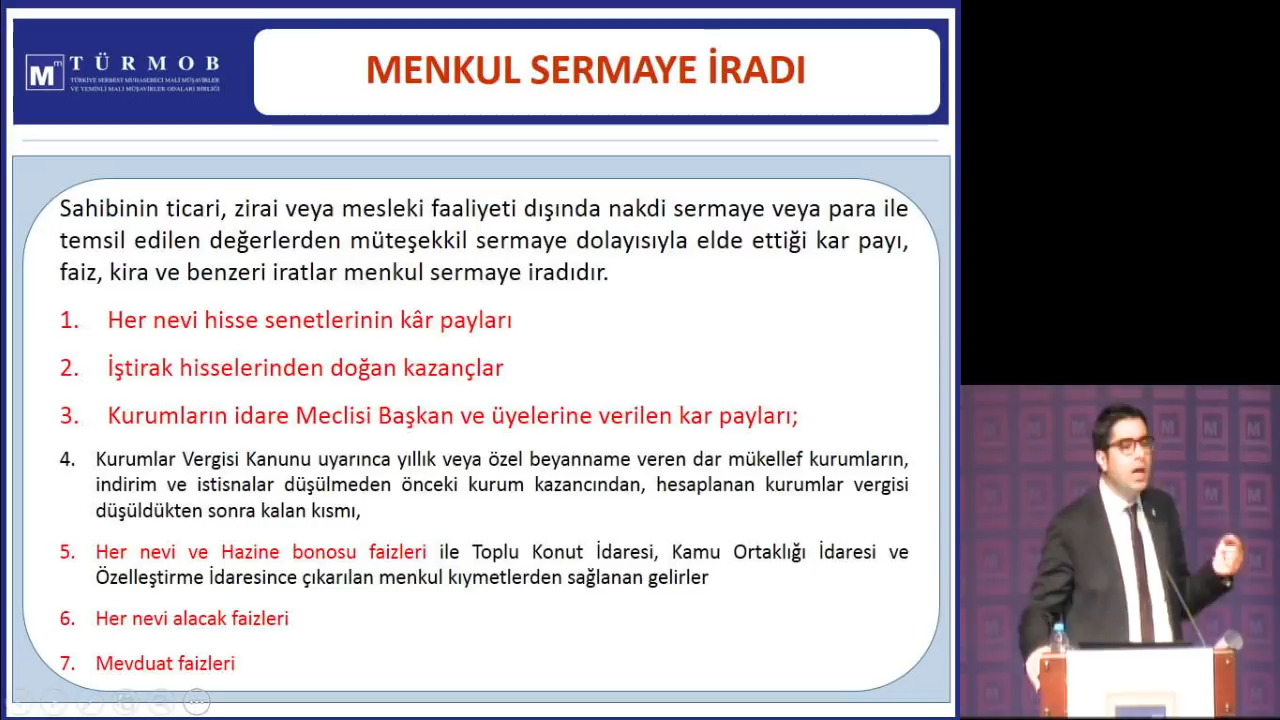 TÜRMOB
TÜRKİYE SERBEST MUHASEBECİ MALİ MÜŞAVİRLER
VE YEMİNLİ MALİ MÜŞAVİRLER ODALARI BİRLİĞİ
MENKUL SERMAYE İRADI
Sahibinin ticari, zirai veya mesleki faaliyeti dışında nakdi sermaye veya para ile
temsil edilen değerlerden müteşekkil sermaye dolayısıyla elde ettiği kar payı,
faiz, kira ve benzeri iratlar menkul sermaye iradıdır.
1. Her nevi hisse senetlerinin kâr payları
2. İştirak hisselerinden doğan kazançlar
3. Kurumların idare Meclisi Başkan ve üyelerine verilen kar payları;
4. Kurumlar Vergisi Kanunu uyarınca yıllık veya özel beyanname veren dar mükellef kurumların,
indirim ve istisnalar düşülmeden önceki kurum kazancından, hesaplanan kurumlar vergisi
düşüldükten sonra kalan kısmı,
5. Her nevi ve Hazine bonosu faizleri ile Toplu Konut İdaresi, Kamu Ortaklığı İdaresi ve
Özelleştirme İdaresince çıkarılan menkul kıymetlerden sağlanan gelirler
6. Her nevi alacak faizleri
7. Mevduat faizleri